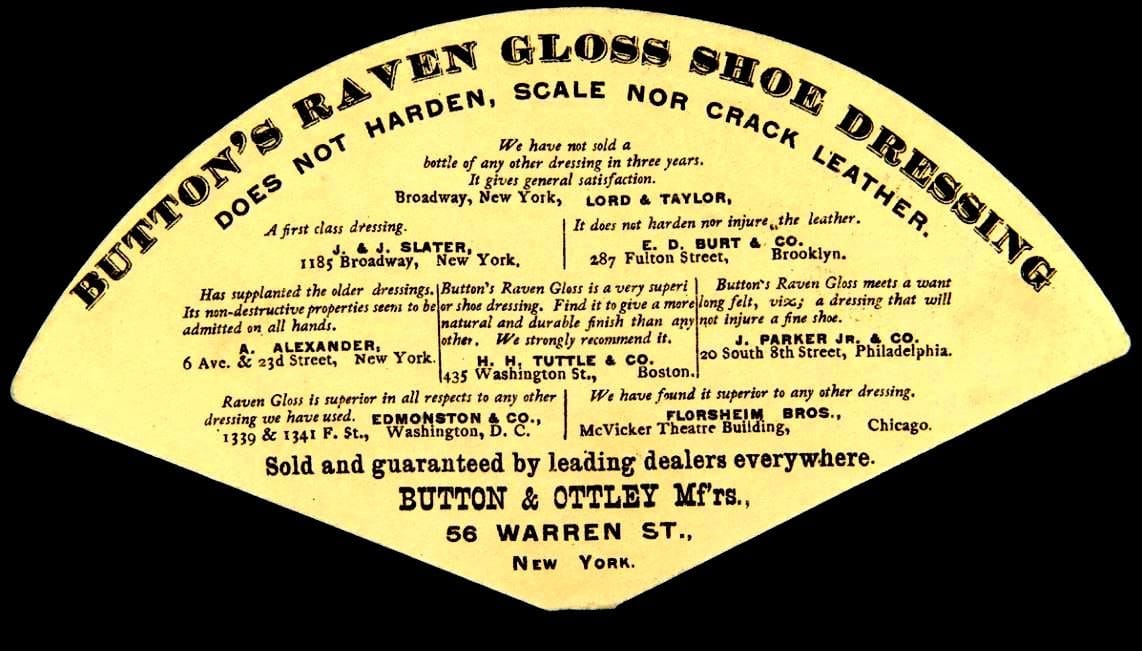 BUTTON'S RAVEN GLOSS SHOE DRESSING
DOES NOT HARDEN, SCALE NOR CRACK LEATHER.
We have not sold a
bottle of any other dressing in three years.
It gives general satisfaction.
Broadway, New York, LORD & TAYLOR,
A first class dressing.
J. & J. SLATER,
1185 Broadway, New York.
It does not harden nor injure the leather.
E. D. BURT & CO.
287 Fulton Street, Brooklyn.
Has supplanted the older dressings.
Its non-destructive properties seem to be
admitted on all hands.
A. ALEXANDER,
6 Ave. & 23d Street, New York.
Button's Raven Gloss is a very superi
or shoe dressing. Find it to give a more
natural and durable finish than any
other. We strongly recommend it.
H. H. TUTTLE & CO.
435 Washington St., Boston.
Button's Raven Gloss meets a want
long felt, viz; a dressing that will
not injure a fine shoe.
J. PARKER JR. & CO.
20 South 8th Street, Philadelphia.
Raven Gloss is superior in all respects to any other
dressing we have used. EDMONSTON & CO.,
1339 & 1341 F. St., Washington, D. C.
We have found it superior to any other dressing.
FLORSHEIM BROS.,
McVicker Theatre Building, Chicago.
Sold and guaranteed by leading dealers everywhere.
BUTTON & OTTLEY Mf'rs.,
56 WARREN ST.,
NEW YORK.